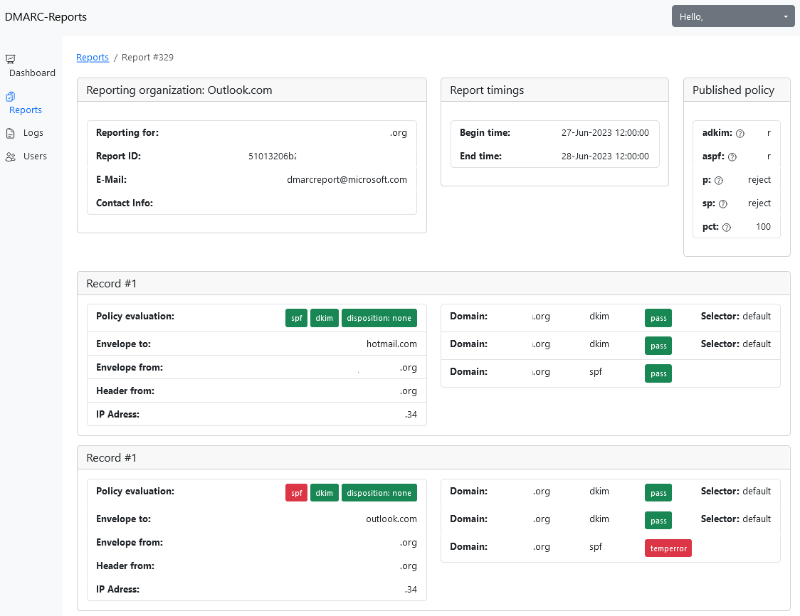 DMARC-Reports
Hello,
Dashboard
Reports
Logs
Users
Reports / Report #329
Reporting organization: Outlook.com
Reporting for: .org
Report ID: 51013206b
E-Mail: dmarcreport@microsoft.com
Contact Info:
Report timings
Begin time: 27-Jun-2023 12:00:00
End time: 28-Jun-2023 12:00:00
Published policy
adkim: r
aspf: r
p: reject
sp: reject
pct: 100
Record #1
Policy evaluation: spf dkim disposition: none
Envelope to: hotmail.com
Envelope from: .org
Header from: .org
IP Adress: .34
Domain: .org dkim pass Selector: default
Domain: .org dkim pass Selector: default
Domain: .org spf pass
Record #1
Policy evaluation: spf dkim disposition: none
Envelope to: outlook.com
Envelope from: .org
Header from: .org
IP Adress: .34
Domain: .org dkim pass Selector: default
Domain: .org dkim pass Selector: default
Domain: .org spf temperror